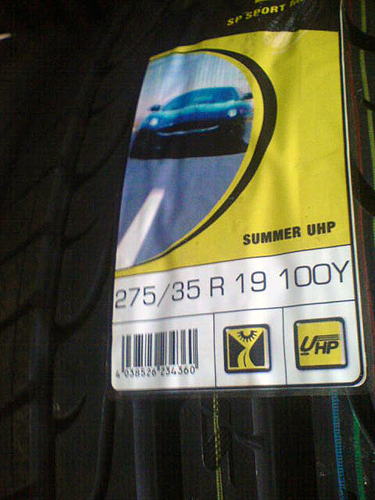 SP SPORT
SUMMER UHP
275/35 R 19 100Y
4 038526 234360
UHP